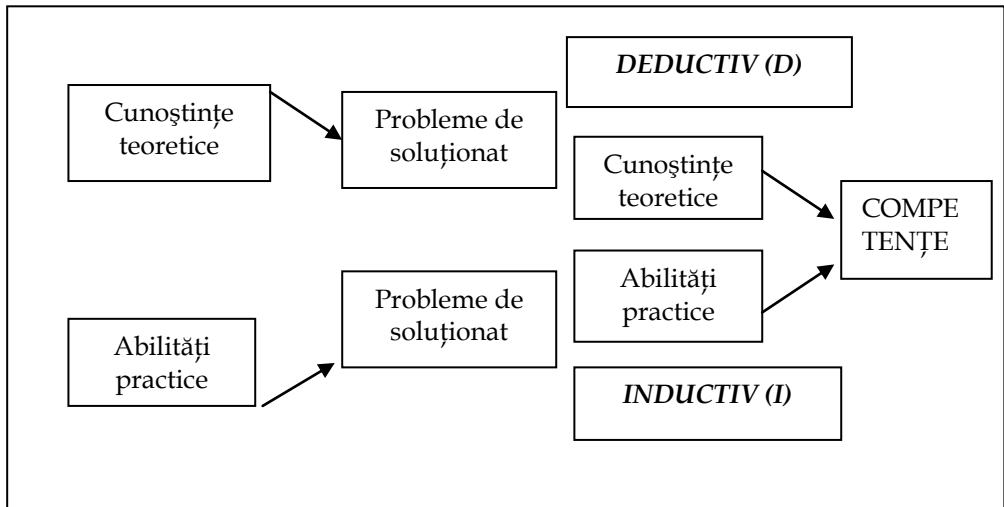 DEDUCTIV (D)
Cunoştinţe
teoretice
Probleme de
soluţionat
Cunoştinţe
teoretice
COMPE
TENŢE
Abilităţi
practice
Probleme de
soluţionat
Abilităţi
practice
INDUCTIV (I)